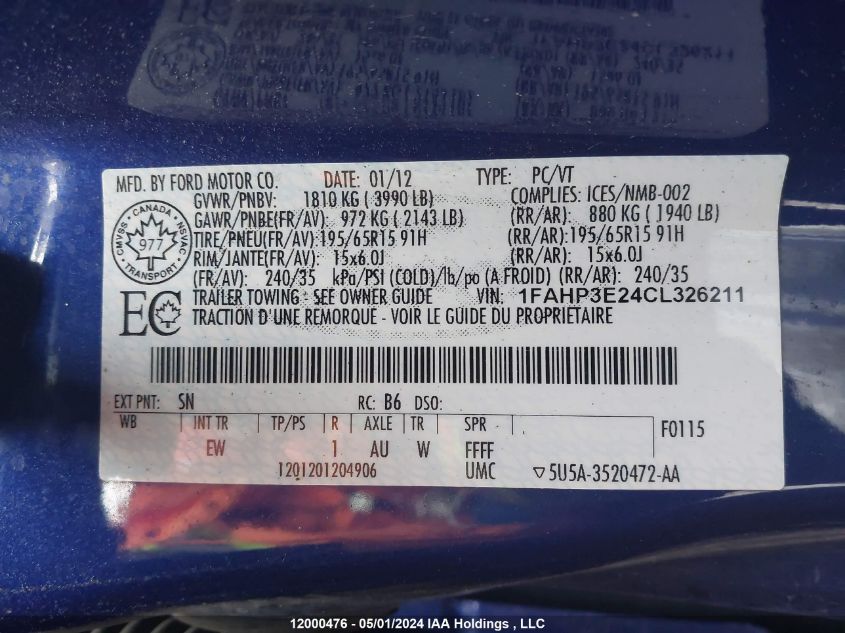 MFD. BY FORD MOTOR CO. DATE: 01/12 TYPE: PC/VT
GVWR/PNBV: 1810 KG ( 3990 LB) COMPLIES: ICES/NMB-002
GAWR/PNBE(FR/AV): 972 KG ( 2143 LB) (RR/AR): 880 KG ( 1940 LB)
TIRE/PNEU(FR/AV):195/65R15 91H (RR/AR):195/65R15 91H
RIM/JANTE(FR/AV): 15x6.0J (RR/AR): 15x6.0J
(FR/AV): 240/35 kPa/PSI (COLD)/lb/po (A FROID) (RR/AR): 240/35
TRAILER TOWING - SEE OWNER GUIDE VIN: 1FAHP3E24CL326211
TRACTION D'UNE REMORQUE - VOIR LE GUIDE DU PROPRIÉTAIRE
CMVSS · CANADA · NSVAC
977
TRANSPORT
EC
EXT PNT: SN RC: B6 DSO:
WB INT TR TP/PS R AXLE TR SPR F0115
EW 1 AU W FFFF
1201201204906 UMC ▽5U5A-3520472-AA
12000476 - 05/01/2024 IAA Holdings , LLC